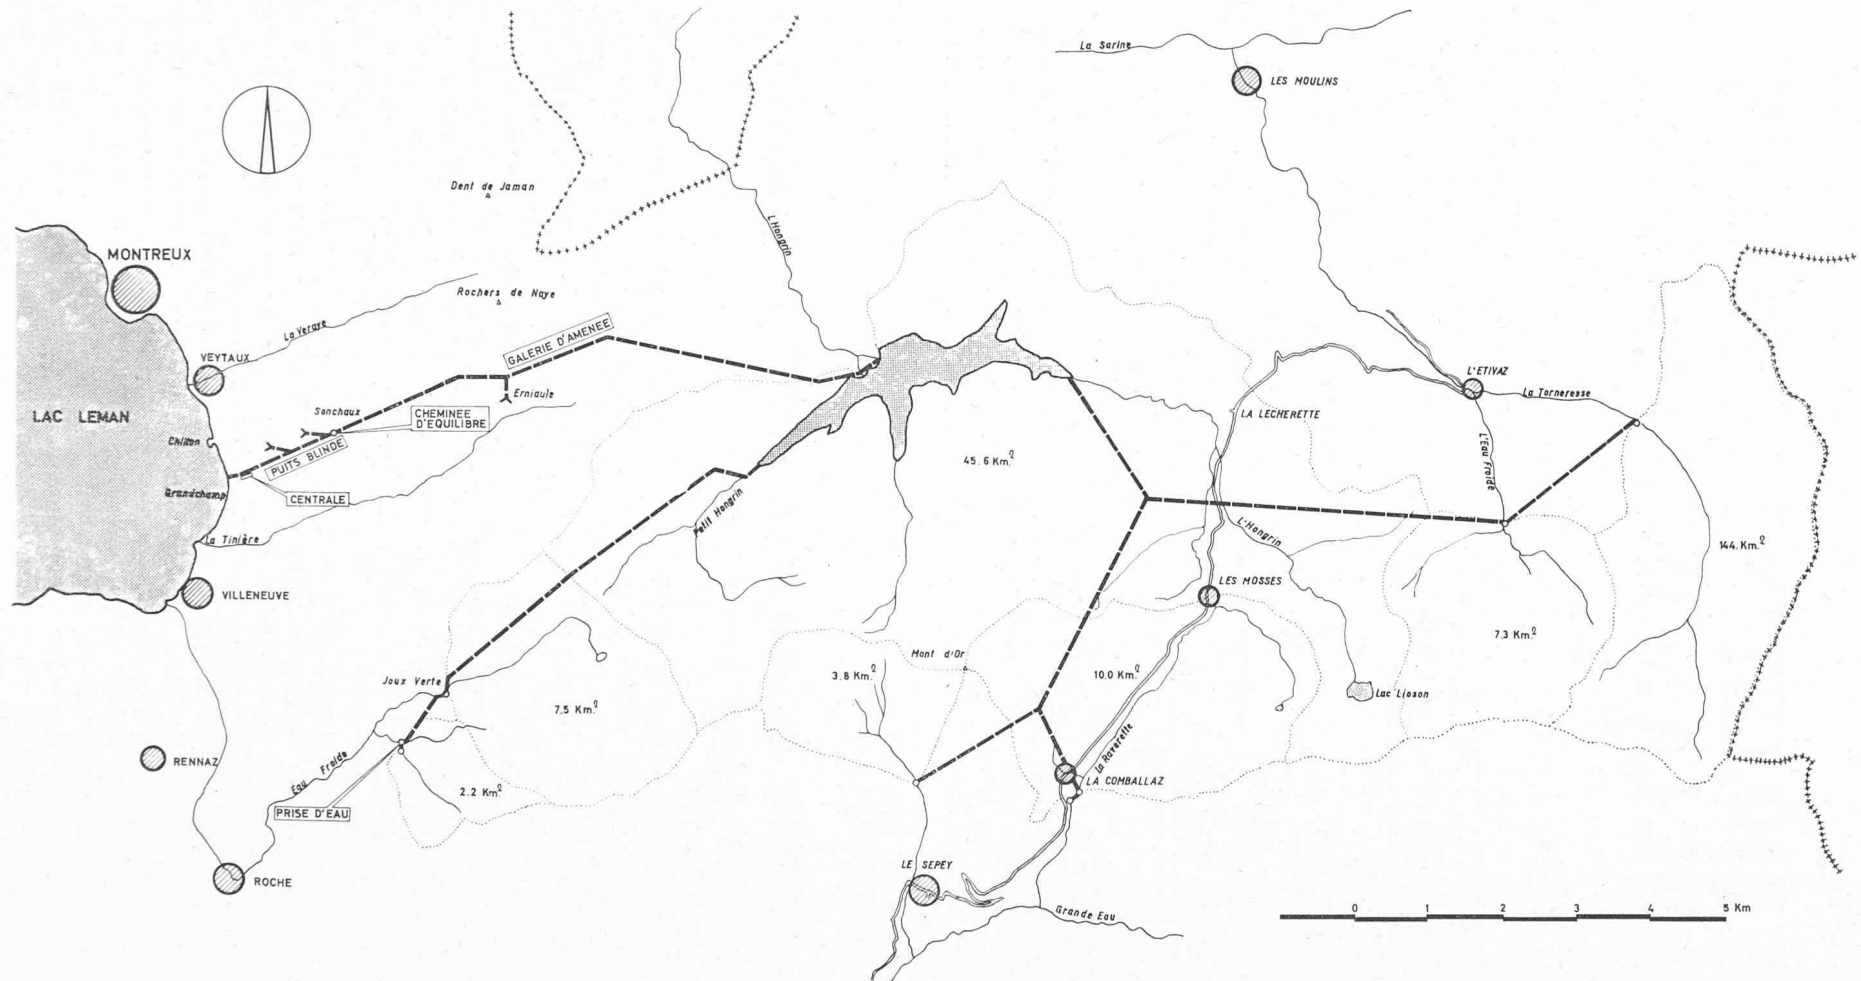 La Sarine
LES MOULINS
Dent de Jaman
L'Hongrin
MONTREUX
Rochers de Naye
La Veraye
GALERIE D'AMENEE
VEYTAUX
L'ETIVAZ
La Torneresse
Erniaule
LAC LEMAN
Sonchaux
CHEMINEE
D'EQUILIBRE
LA LECHERETTE
Chillon
PUITS BLINDE
45.6 Km.²
L'Eau Froide
Grandchamp
CENTRALE
Petit Hongrin
L'Hongrin
La Tinière
144. Km.²
LES MOSSES
VILLENEUVE
7.3 Km.²
Mont d'Or
Joux Verte
3.8 Km.²
10.0 Km.²
Lac Lioson
7.5 Km.²
La Raverette
RENNAZ
Eau Froide
2.2 Km.²
LA COMBALLAZ
PRISE D'EAU
LE SEPEY
ROCHE
Grande Eau
0 1 2 3 4 5 Km